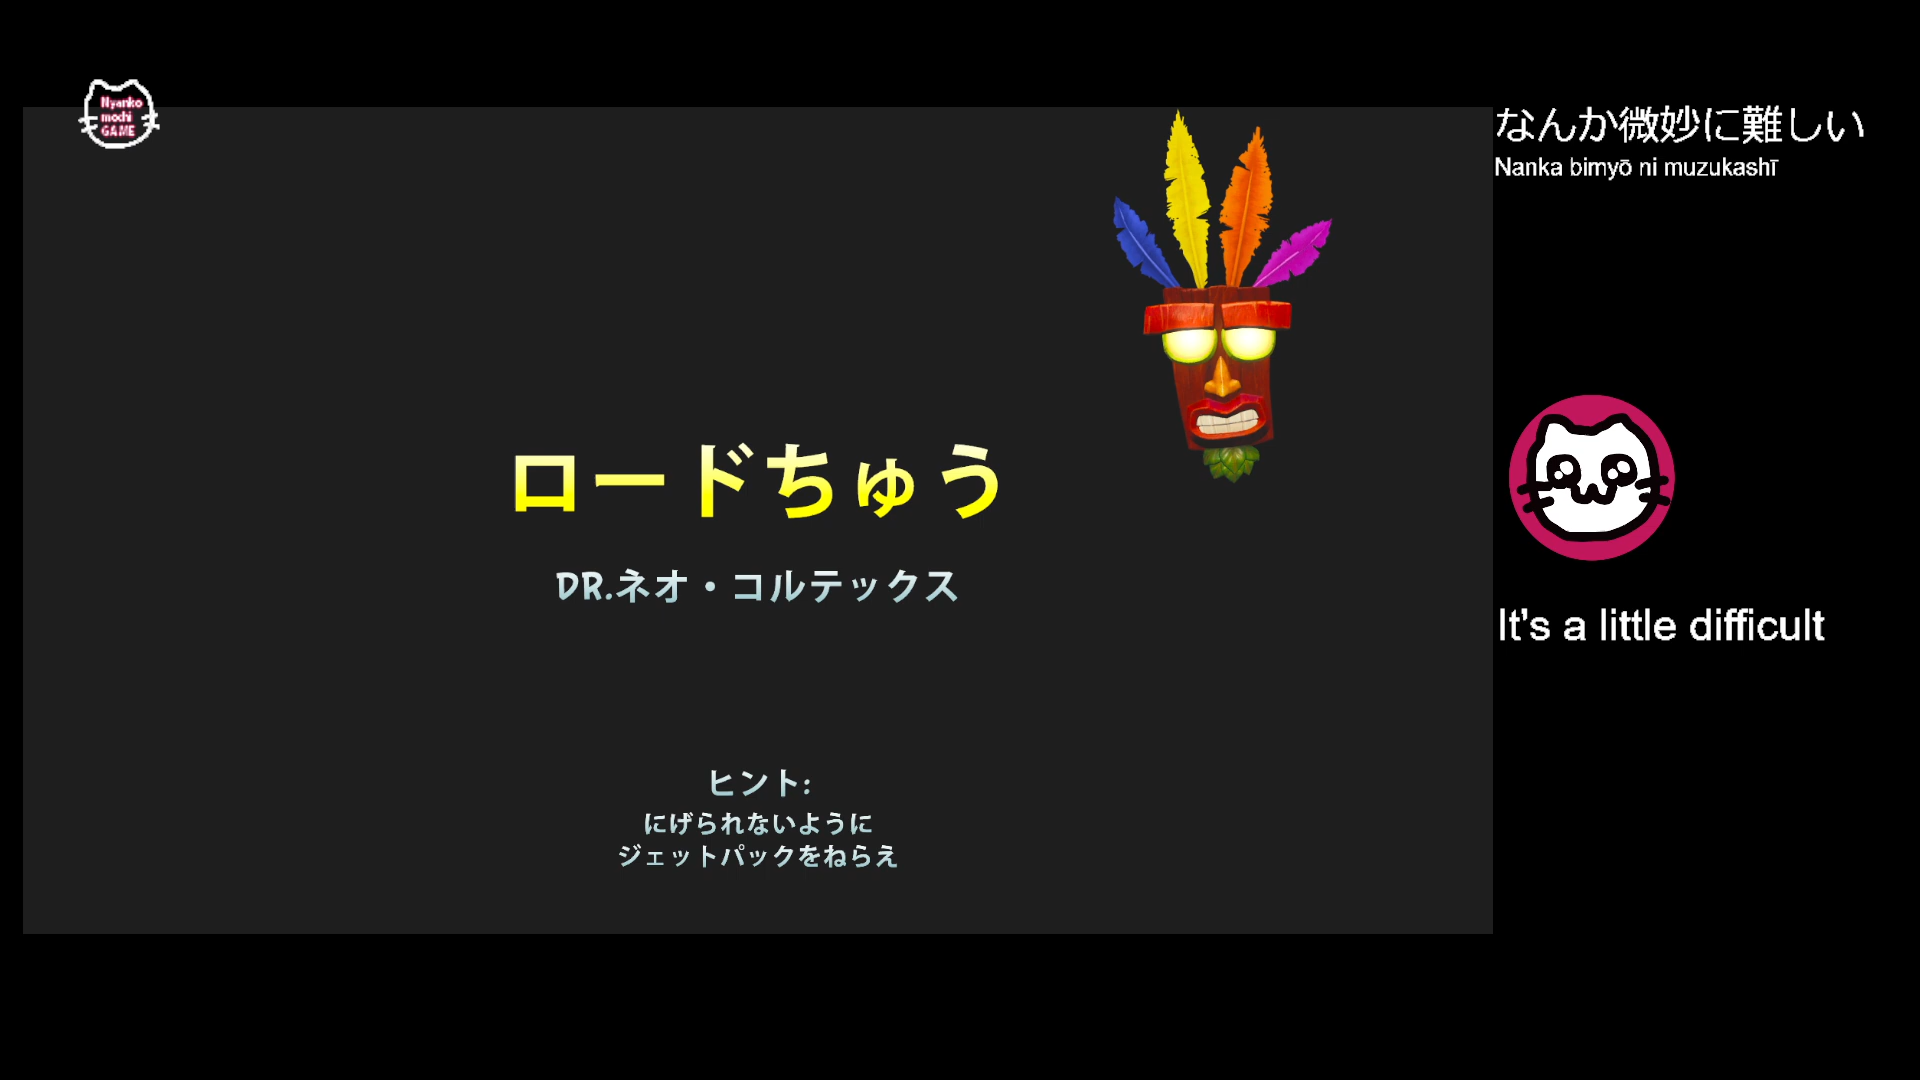 Nyanko
mochi
GAME
なんか微妙に難しい
Nanka bimyō ni muzukashī
ロードちゅう
DR.ネオ・コルテックス
It's a little difficult
ヒント:
にげられないように
ジェットパックをねらえ